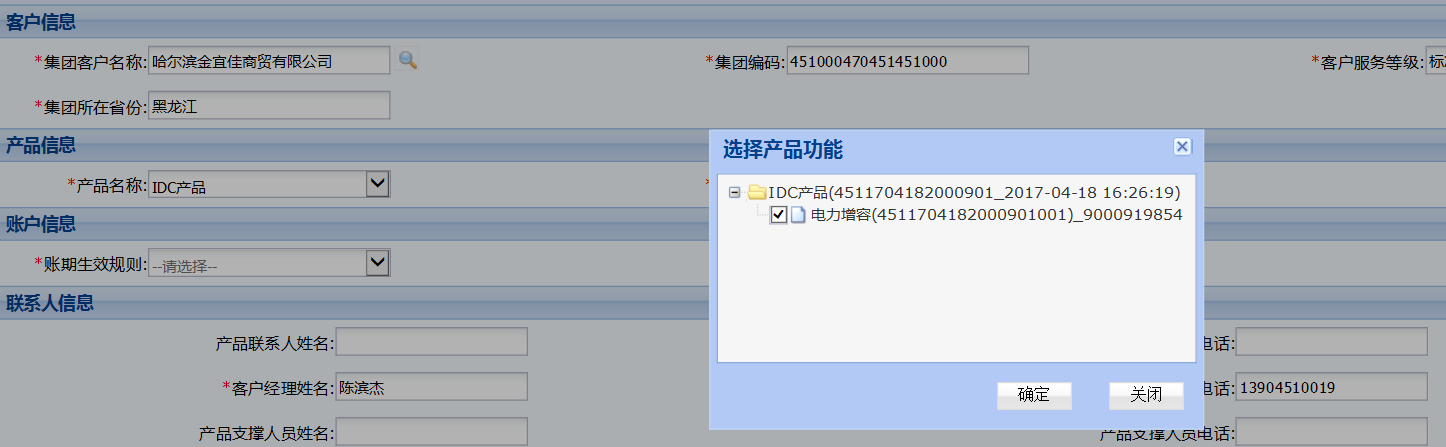 客户信息
*集团客户名称: 哈尔滨金宜佳商贸有限公司
*集团编码: 451000470451451000
*客户服务等级:
*集团所在省份: 黑龙江
产品信息
*产品名称: IDC产品
*
账户信息
*账期生效规则: --请选择--
联系人信息
产品联系人姓名:
电话:
*客户经理姓名: 陈滨杰
电话: 13904510019
产品支撑人员姓名:
产品支撑人员电话:
选择产品功能
IDC产品(4511704182000901_2017-04-18 16:26:19)
电力增容(4511704182000901001)_9000919854
确定
关闭